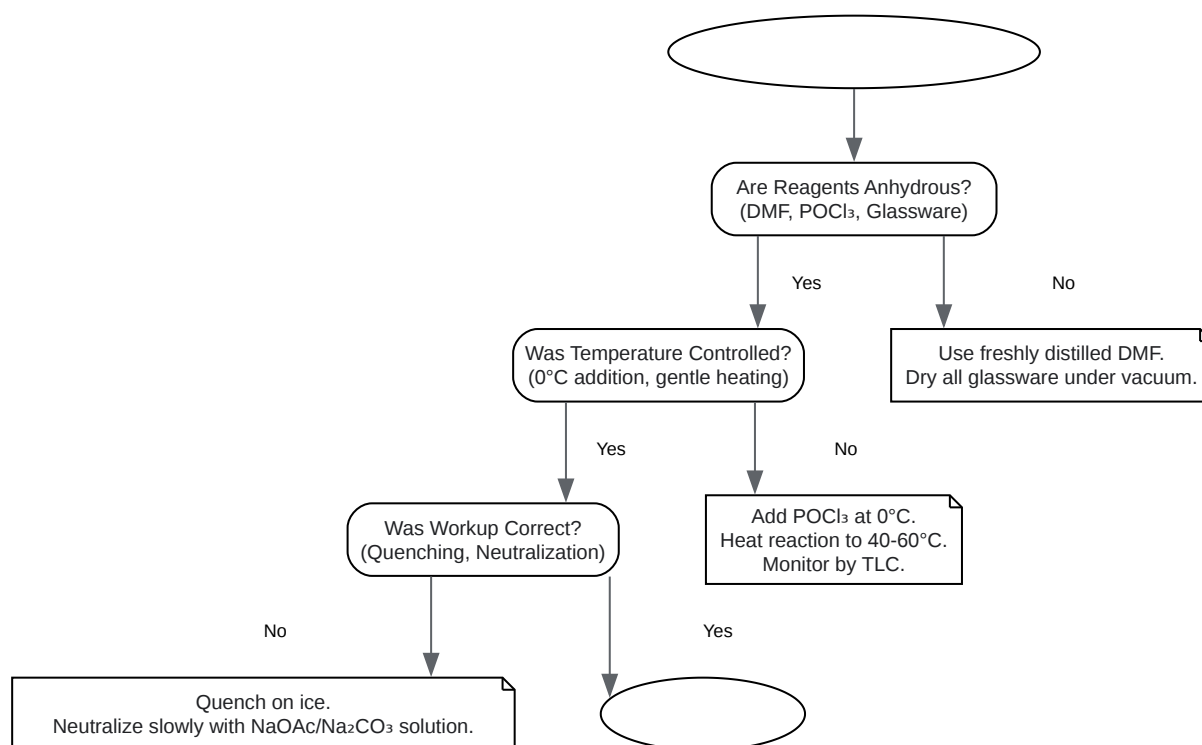 Are Reagents Anhydrous?
(DMF, POCl₃, Glassware)
Yes
No
Was Temperature Controlled?
(0°C addition, gentle heating)
Use freshly distilled DMF.
Dry all glassware under vacuum.
Yes
No
Was Workup Correct?
(Quenching, Neutralization)
Add POCl₃ at 0°C.
Heat reaction to 40-60°C.
Monitor by TLC.
No
Yes
Quench on ice.
Neutralize slowly with NaOAc/Na₂CO₃ solution.